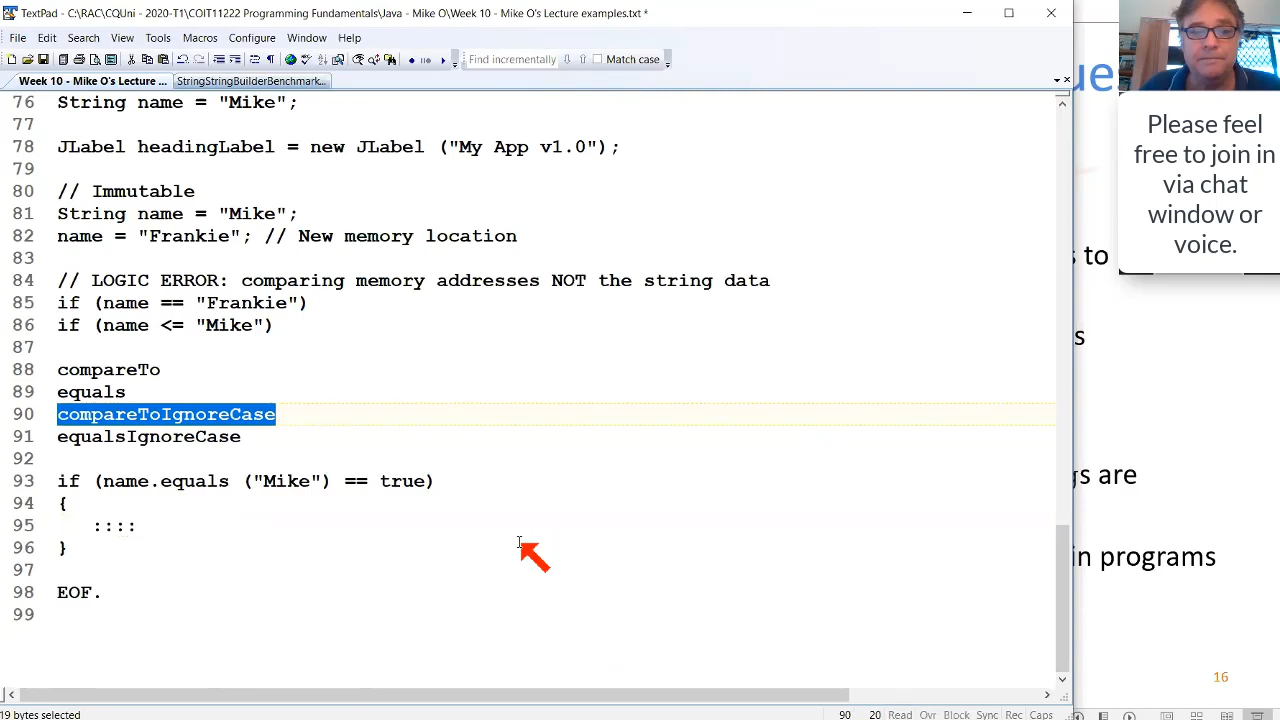 TextPad - C:\RAC\CQUni - 2020-T1\COIT11222 Programming Fundamentals\Java - Mike O\Week 10 - Mike O's Lecture examples.txt *
File Edit Search View Tools Macros Configure Window Help
Find incrementally Match case
Week 10 - Mike O's Lecture ... StringStringBuilderBenchmark...
76 String name = "Mike";
77
78 JLabel headingLabel = new JLabel ("My App v1.0");
79
80 // Immutable
81 String name = "Mike";
82 name = "Frankie"; // New memory location
83
84 // LOGIC ERROR: comparing memory addresses NOT the string data
85 if (name == "Frankie")
86 if (name <= "Mike")
87
88 compareTo
89 equals
90 compareToIgnoreCase
91 equalsIgnoreCase
92
93 if (name.equals ("Mike") == true)
94 {
95 ::::
96 }
97
98 EOF.
99
19 bytes selected 90 20 Read Ovr Block Sync Rec Caps
Please feel
free to join in
via chat
window or
voice.
s to
s
gs are
in programs
16